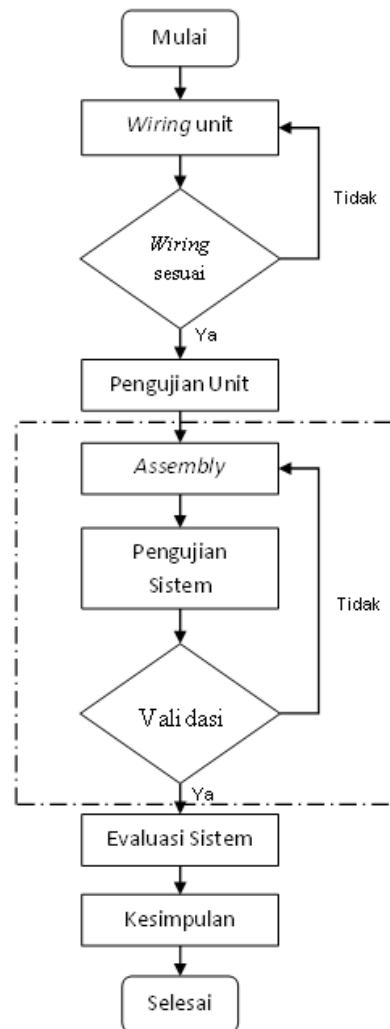 Mulai
Wiring unit
Tidak
Wiring
sesuai
Ya
Pengujian Unit
Assembly
Pengujian
Sistem
Tidak
Validasi
Ya
Evaluasi Sistem
Kesimpulan
Selesai